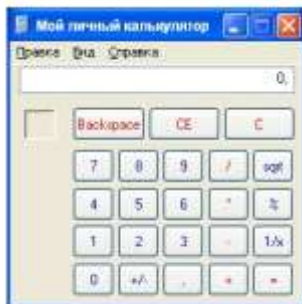 Мой личный калькулятор
Правка Вид Справка
0,
Backspace CE C
7 8 9 / sqrt
4 5 6 * %
1 2 3 - 1/x
0 +/- , + =